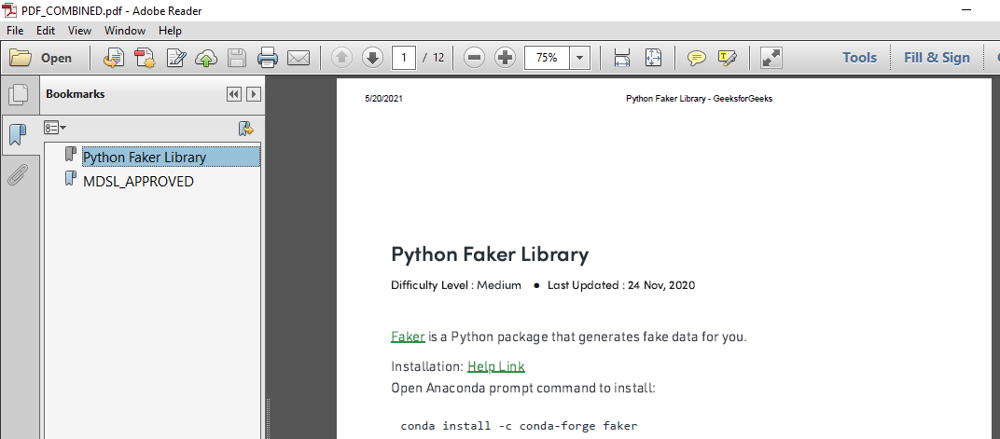 PDF_COMBINED.pdf - Adobe Reader
File Edit View Window Help
Open 1 / 12 75% Tools Fill & Sign
Bookmarks
Python Faker Library
MDSL_APPROVED
5/20/2021 Python Faker Library - GeeksforGeeks
Python Faker Library
Difficulty Level : Medium ● Last Updated : 24 Nov, 2020
Faker is a Python package that generates fake data for you.
Installation: Help Link
Open Anaconda prompt command to install:
conda install -c conda-forge faker